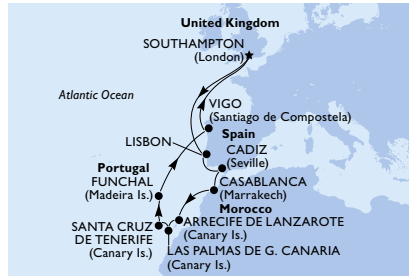 United Kingdom
SOUTHAMPTON
(London)
Atlantic Ocean
VIGO
(Santiago de Compostela)
Spain
LISBON
CADIZ
(Seville)
Portugal
FUNCHAL
(Madeira Is.)
CASABLANCA
(Marrakech)
Morocco
ARRECIFE DE LANZAROTE
(Canary Is.)
SANTA CRUZ
DE TENERIFE
(Canary Is.)
LAS PALMAS DE G. CANARIA
(Canary Is.)